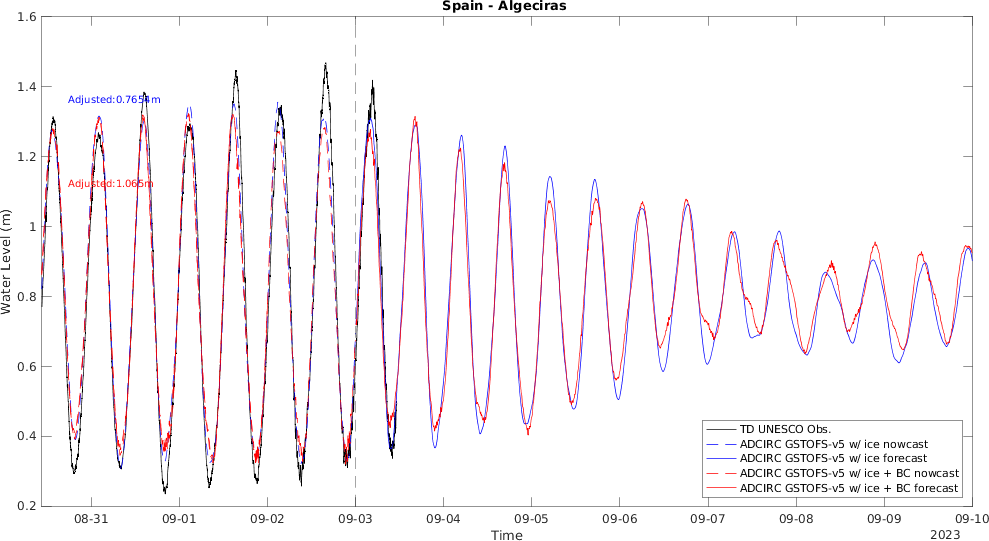 Spain - Algeciras
1.6
1.4
1.2
1
0.8
0.6
0.4
0.2
Water Level (m)
Adjusted:0.7654m
Adjusted:1.065m
TD UNESCO Obs.
ADCIRC GSTOFS-v5 w/ ice nowcast
ADCIRC GSTOFS-v5 w/ ice forecast
ADCIRC GSTOFS-v5 w/ ice + BC nowcast
ADCIRC GSTOFS-v5 w/ ice + BC forecast
08-31 09-01 09-02 09-03 09-04 09-05 09-06 09-07 09-08 09-09 09-10
Time
2023